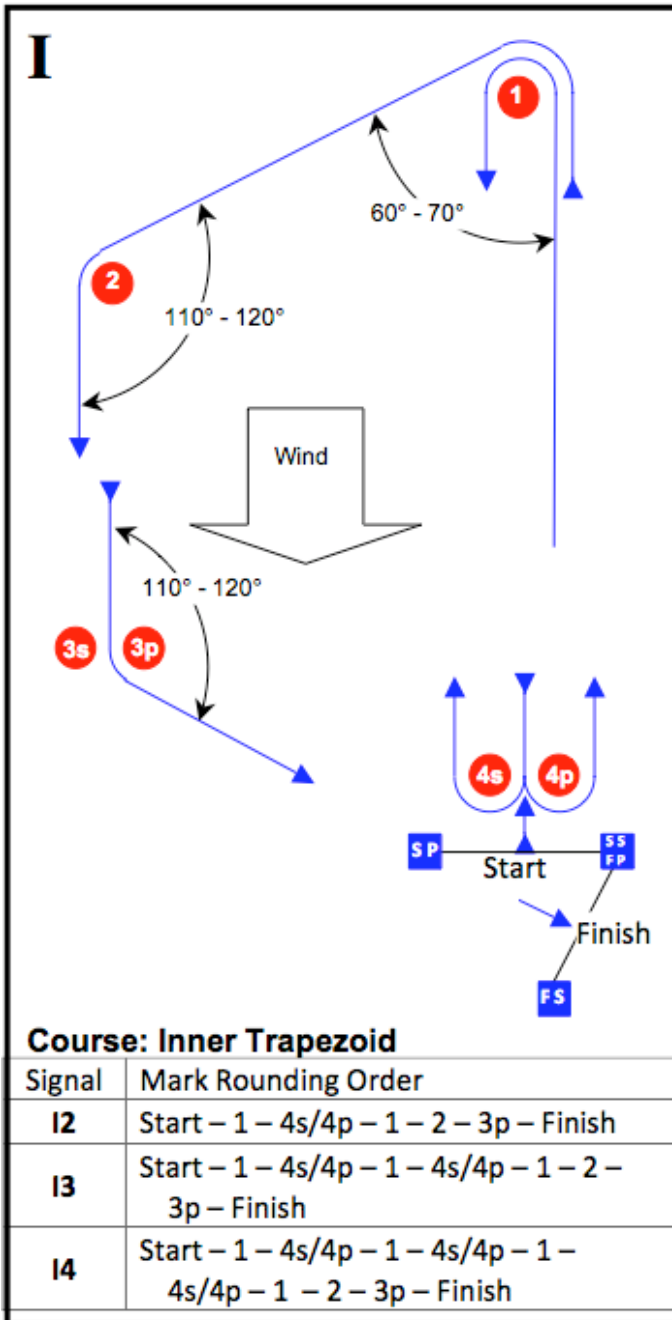 I
1
60° - 70°
2
110° - 120°
Wind
110° - 120°
3s 3p
4s 4p
SP
SS
FP
Start
Finish
FS
Course: Inner Trapezoid
Signal Mark Rounding Order
I2 Start – 1 – 4s/4p – 1 – 2 – 3p – Finish
I3 Start – 1 – 4s/4p – 1 – 4s/4p – 1 – 2 –
3p – Finish
I4 Start – 1 – 4s/4p – 1 – 4s/4p – 1 –
4s/4p – 1 – 2 – 3p – Finish